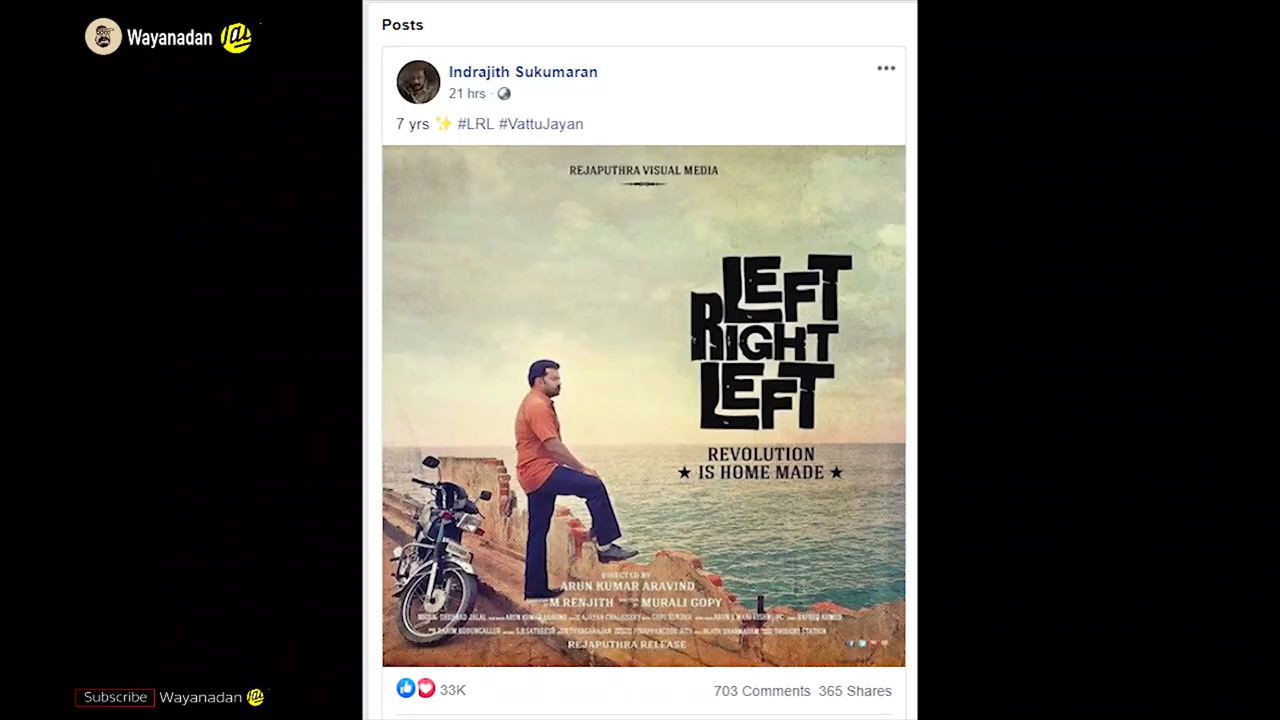 Wayanadan
Posts
Indrajith Sukumaran
21 hrs ·
7 yrs ✨ #LRL #VattuJayan
REJAPUTHRA VISUAL MEDIA
LEFT
RIGHT
LEFT
REVOLUTION
★ IS HOME MADE ★
DIRECTED BY
ARUN KUMAR ARAVIND
M RENJITH MURALI GOPY
REJAPUTHRA RELEASE
33K 703 Comments 365 Shares
Subscribe Wayanadan